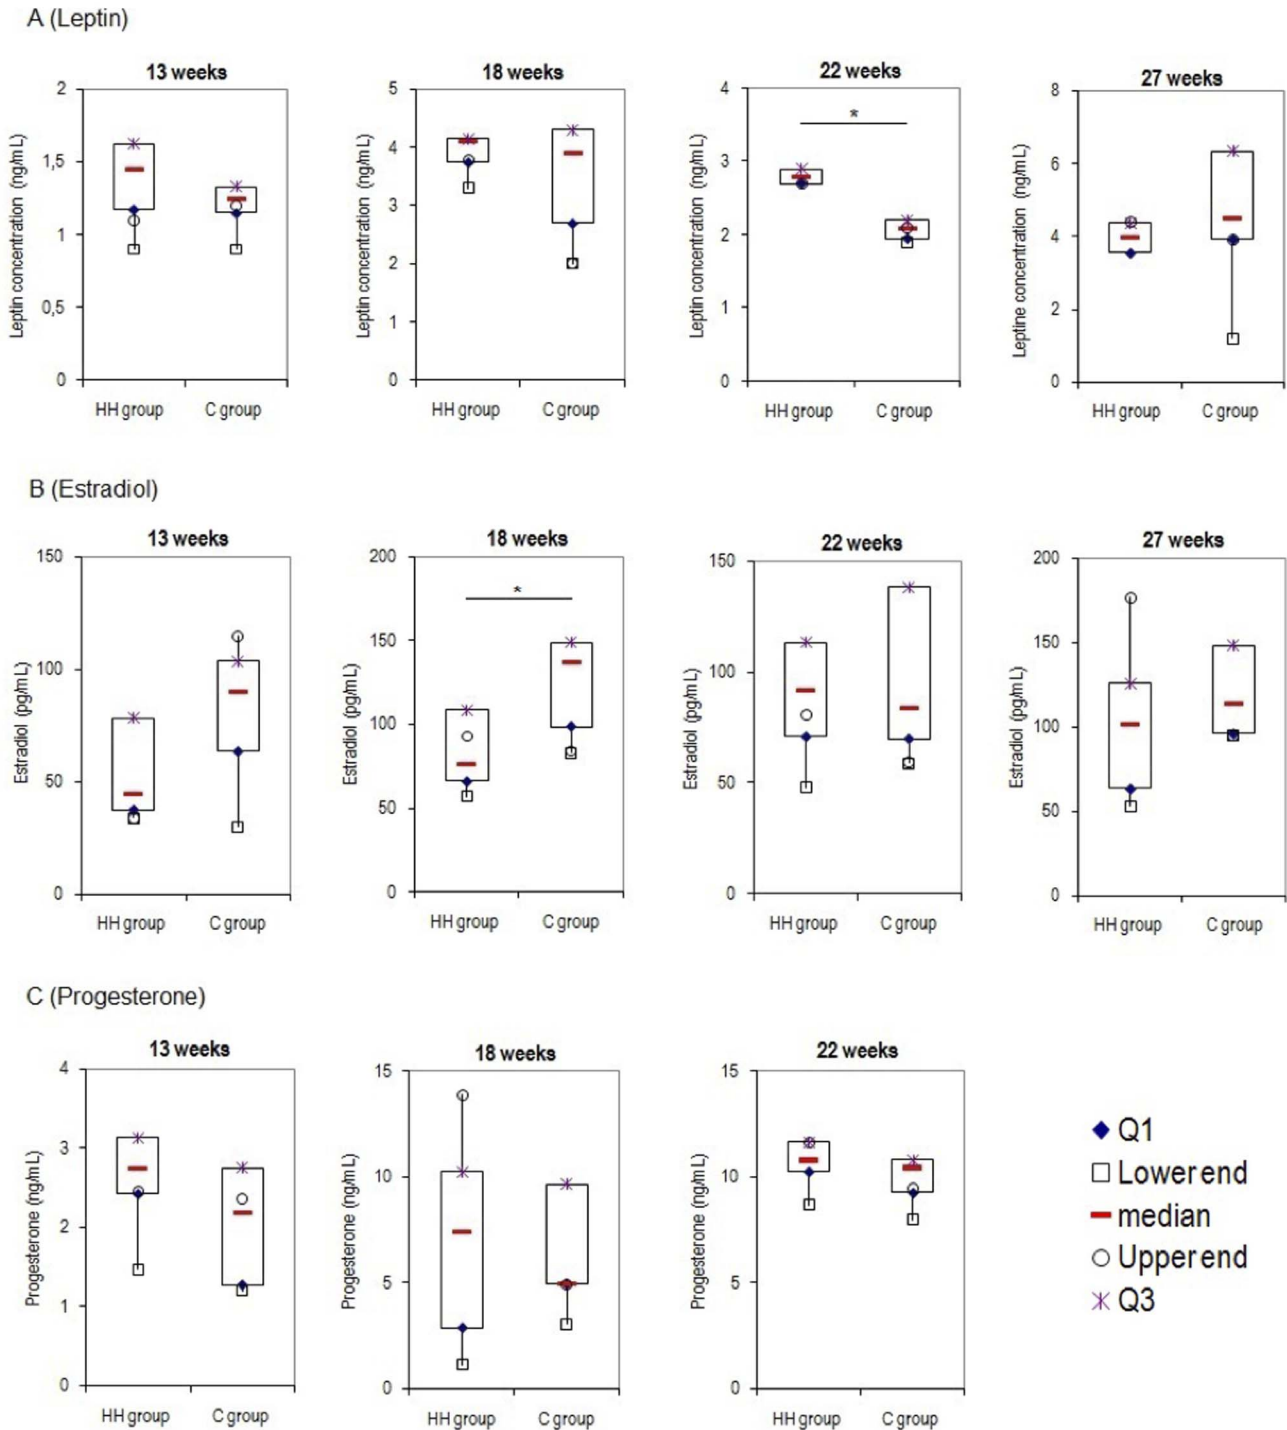 A (Leptin)
13 weeks
18 weeks
22 weeks
27 weeks
Leptin concentration (ng/mL)
2
1,5
1
0,5
0
HH group
C group
Leptin concentration (ng/mL)
5
4
3
2
1
0
HH group
C group
Leptin concentration (ng/mL)
4
3
2
1
0
*
HH group
C group
Leptine concentration (ng/mL)
8
6
4
2
0
HH group
C group
B (Estradiol)
13 weeks
18 weeks
22 weeks
27 weeks
Estradiol (pg/mL)
150
100
50
0
HH group
C group
Estradiol (pg/mL)
200
150
100
50
0
*
HH group
C group
Estradiol (pg/mL)
150
100
50
0
HH group
C group
Estradiol (pg/mL)
200
150
100
50
0
HH group
C group
C (Progesterone)
13 weeks
18 weeks
22 weeks
Progesterone (ng/mL)
4
3
2
1
0
HH group
C group
Progesterone (ng/mL)
15
10
5
0
HH group
C group
Progesterone (ng/mL)
15
10
5
0
HH group
C group
Q1
Lower end
median
Upper end
Q3